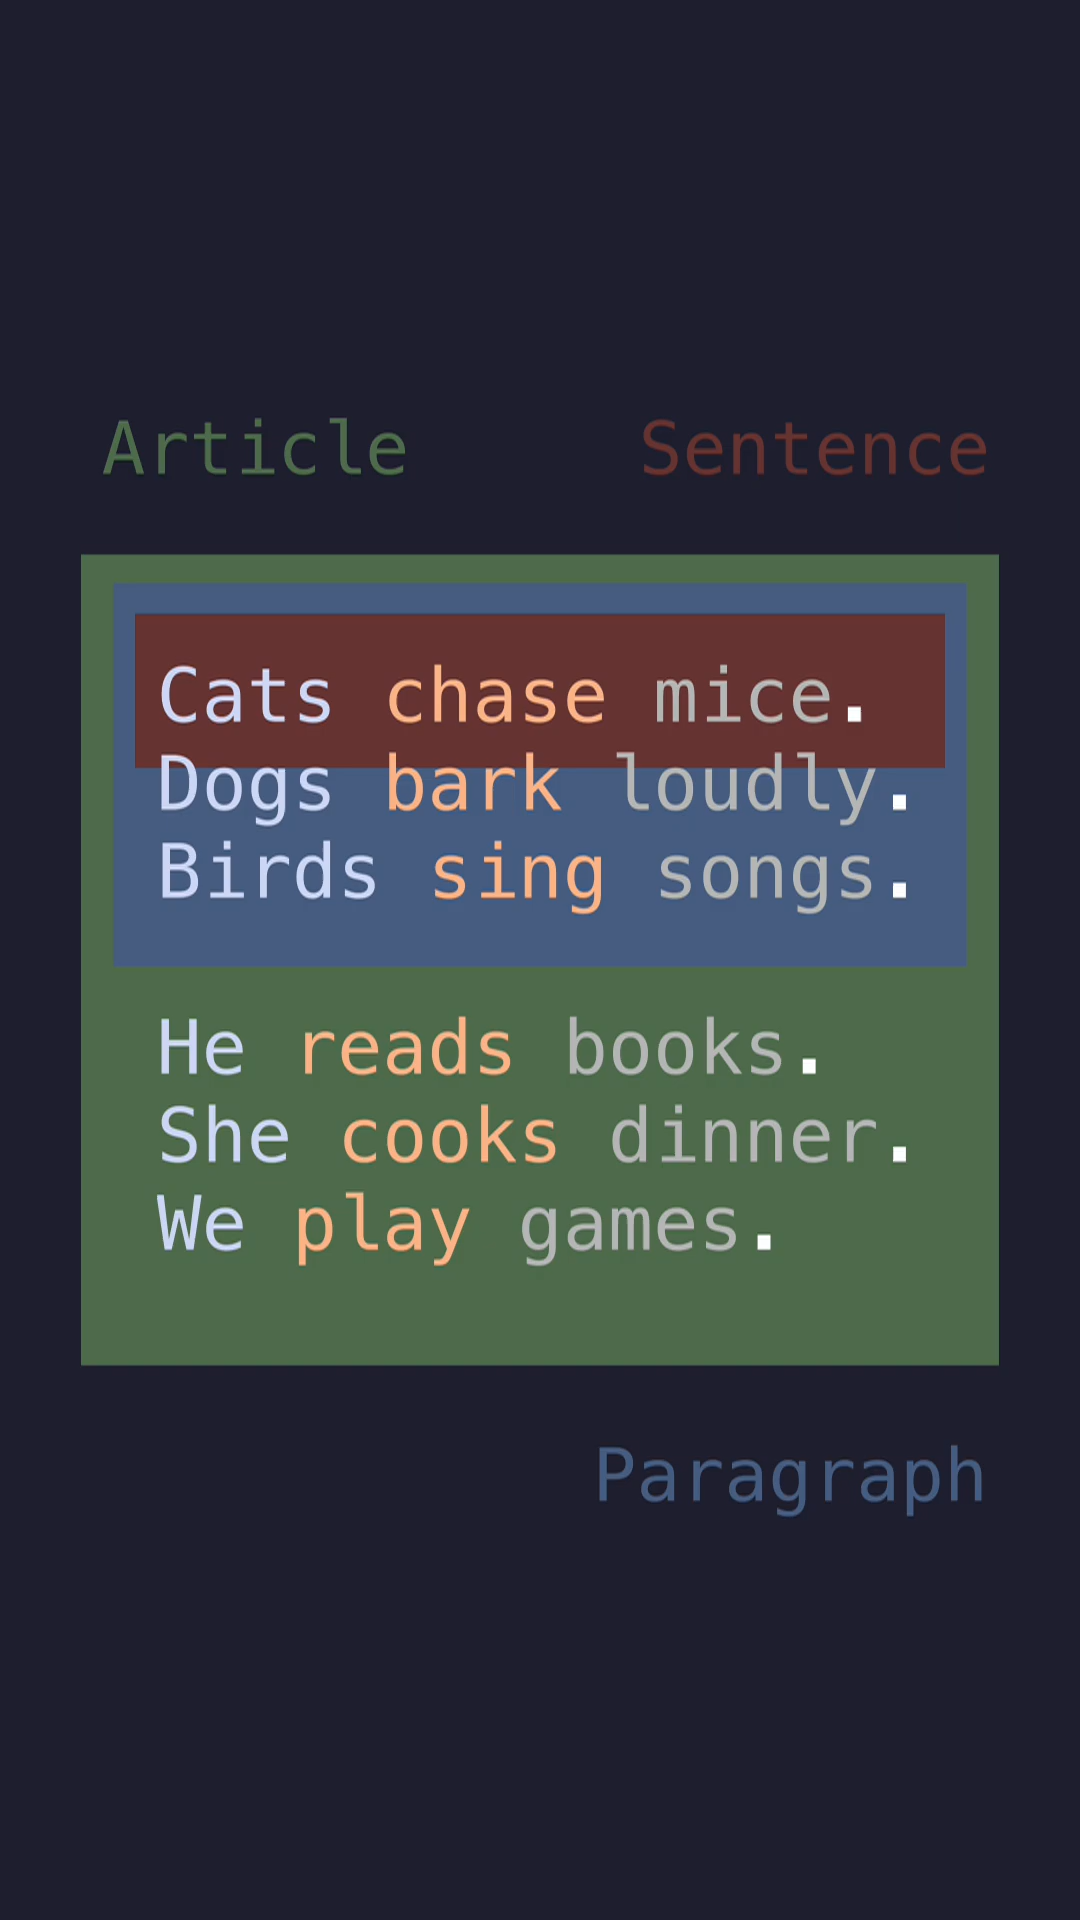 Article Sentence
Cats chase mice.
Dogs bark loudly.
Birds sing songs.
He reads books.
She cooks dinner.
We play games.
Paragraph